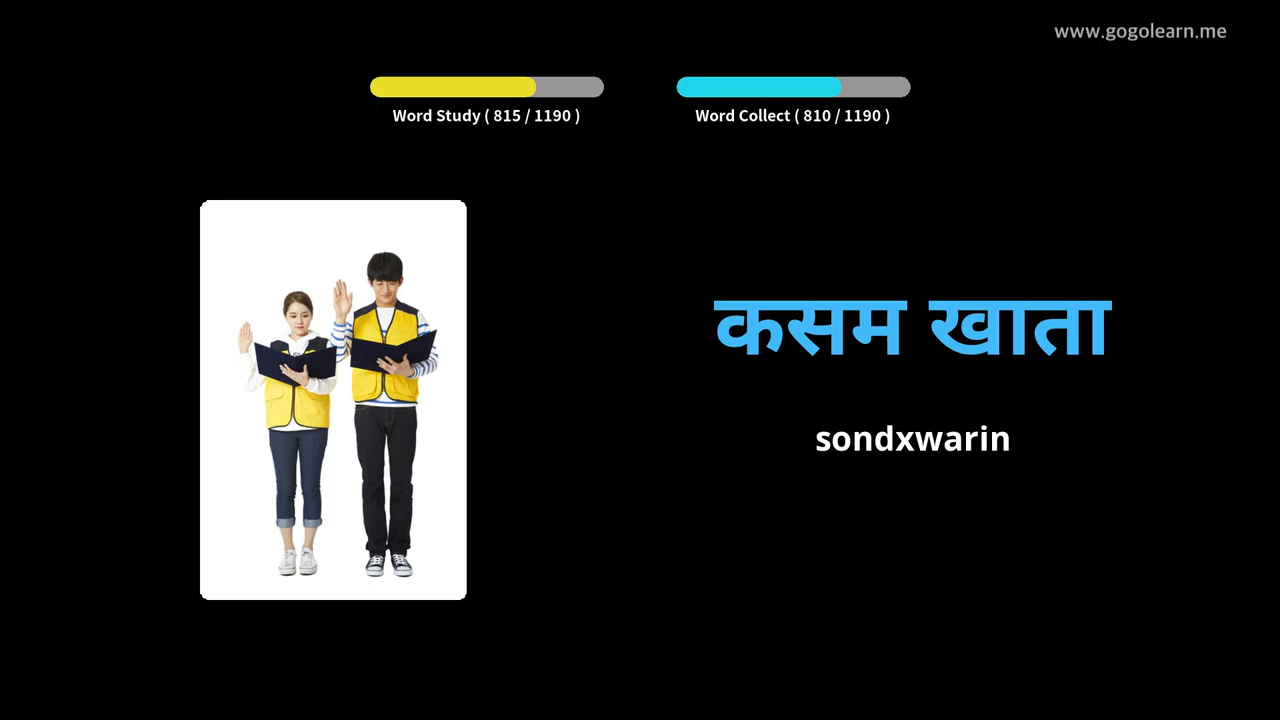 www.gogolearn.me
Word Study ( 815 / 1190 )
Word Collect ( 810 / 1190 )
कसम खाता
sondxwarin